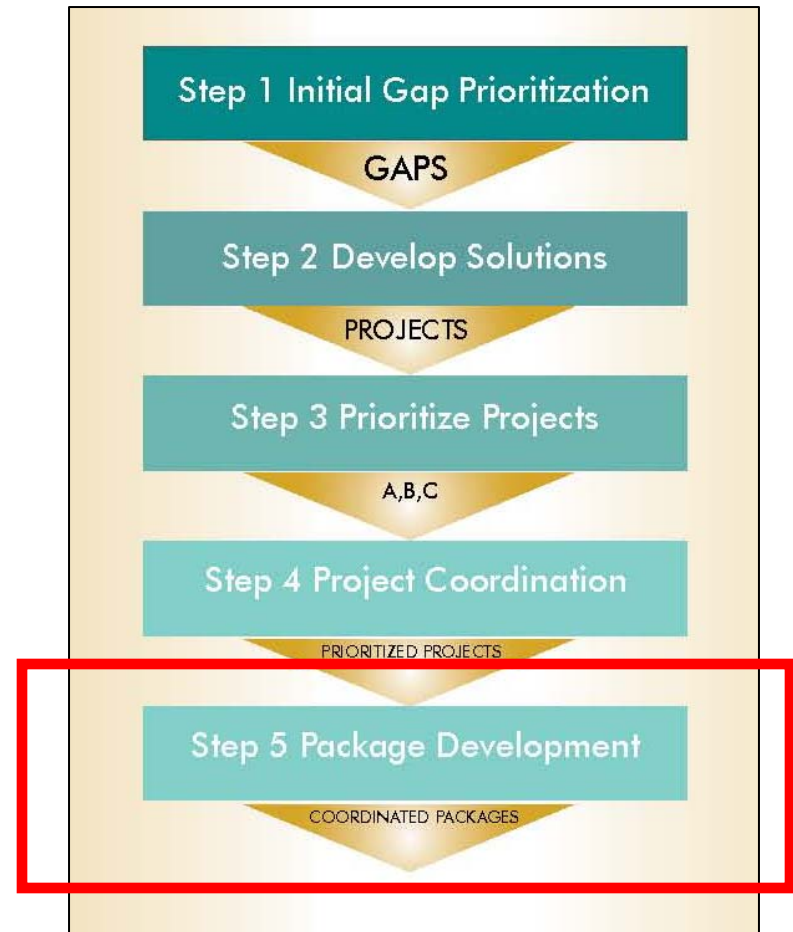 Step 1 Initial Gap Prioritization
GAPS
Step 2 Develop Solutions
PROJECTS
Step 3 Prioritize Projects
A,B,C
Step 4 Project Coordination
PRIORITIZED PROJECTS
Step 5 Package Development
COORDINATED PACKAGES